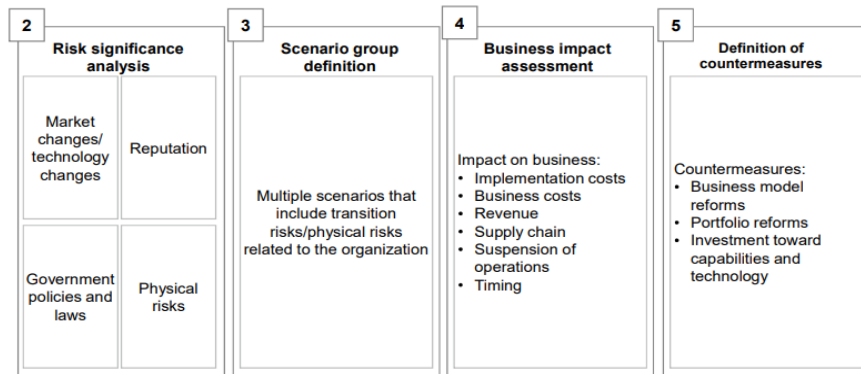 2
Risk significance
analysis
Market
changes/
technology
changes
Reputation
Government
policies and
laws
Physical
risks
3
Scenario group
definition
Multiple scenarios that
include transition
risks/physical risks
related to the organization
4
Business impact
assessment
Impact on business:
• Implementation costs
• Business costs
• Revenue
• Supply chain
• Suspension of
operations
• Timing
5
Definition of
countermeasures
Countermeasures:
• Business model
reforms
• Portfolio reforms
• Investment toward
capabilities and
technology